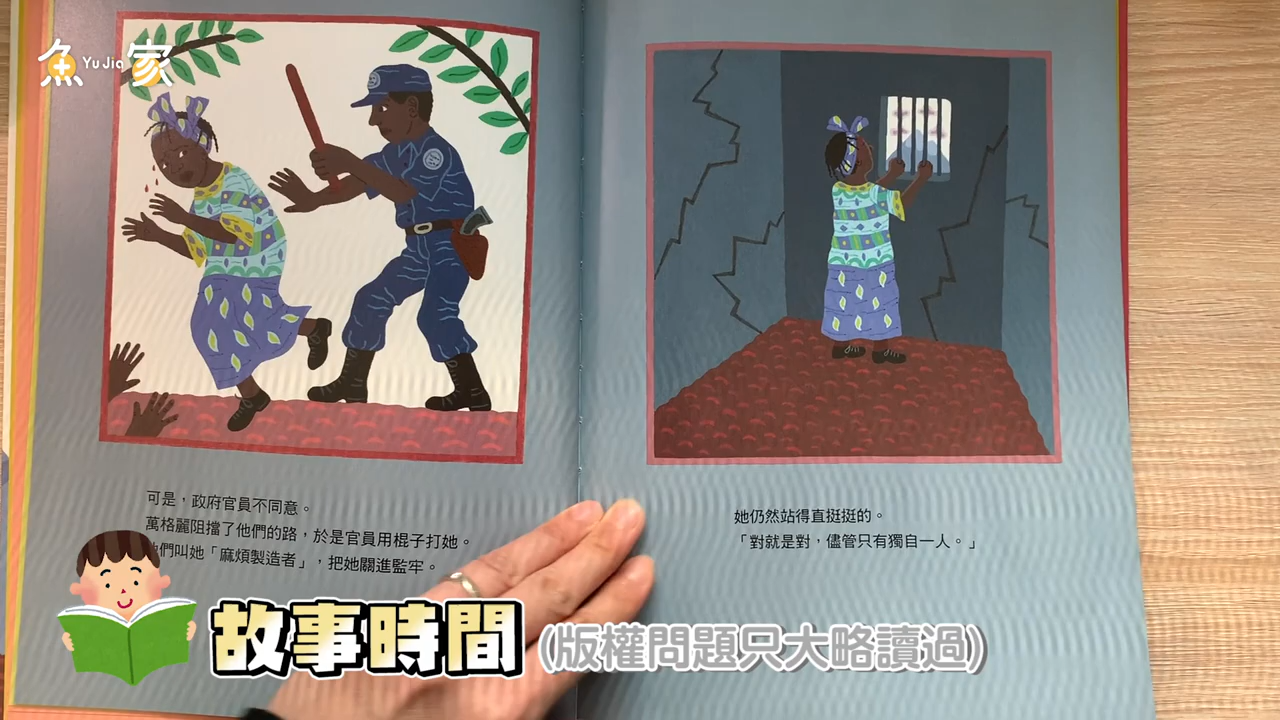 魚家
YuJia
可是，政府官員不同意。
萬格麗阻擋了他們的路，於是官員用棍子打她。
他們叫她「麻煩製造者」，把她關進監牢。
她仍然站得直挺挺的。
「對就是對，儘管只有獨自一人。」
故事時間
(版權問題只大略讀過)